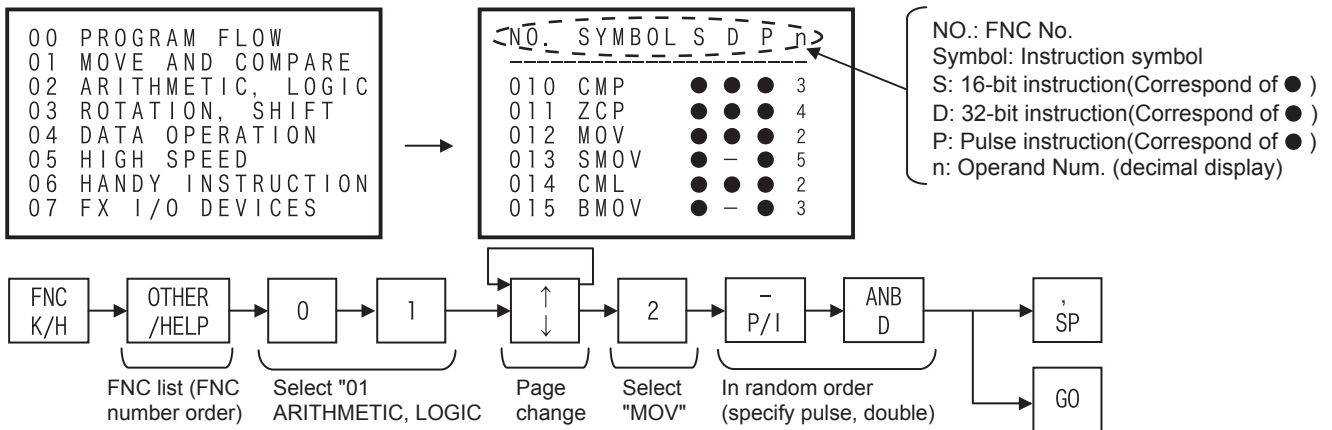 00 PROGRAM FLOW
01 MOVE AND COMPARE
02 ARITHMETIC, LOGIC
03 ROTATION, SHIFT
04 DATA OPERATION
05 HIGH SPEED
06 HANDY INSTRUCTION
07 FX I/O DEVICES
NO. SYMBOL S D P n
010 CMP ● ● ● 3
011 ZCP ● ● ● 4
012 MOV ● ● ● 2
013 SMOV ● − ● 5
014 CML ● ● ● 2
015 BMOV ● − ● 3
NO.: FNC No.
Symbol: Instruction symbol
S: 16-bit instruction(Correspond of ● )
D: 32-bit instruction(Correspond of ● )
P: Pulse instruction(Correspond of ● )
n: Operand Num. (decimal display)
FNC
K/H
OTHER
/HELP
0
1
↑
↓
2
−
P/I
ANB
D
,
SP
GO
FNC list (FNC
number order)
Select "01
ARITHMETIC, LOGIC
Page
change
Select
"MOV"
In random order
(specify pulse, double)